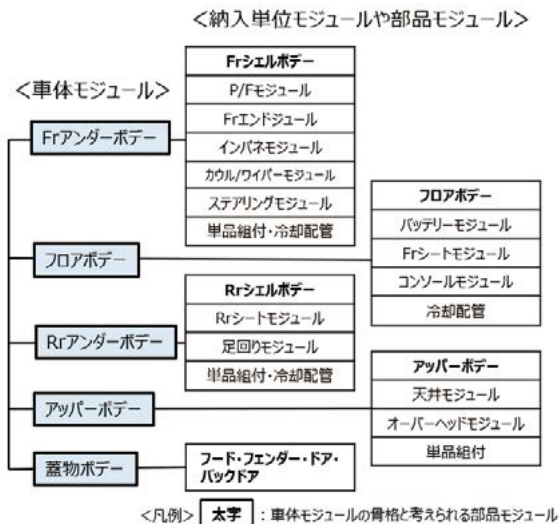 ＜納入単位モジュールや部品モジュール＞
＜車体モジュール＞
Frアンダーボデー
Frシェルボデー
P/Fモジュール
Frエンドジュール
インパネモジュール
カウル/ワイパーモジュール
ステアリングモジュール
単品組付・冷却配管
フロアボデー
フロアボデー
バッテリーモジュール
Frシートモジュール
コンソールモジュール
冷却配管
Rrアンダーボデー
Rrシェルボデー
Rrシートモジュール
足回りモジュール
単品組付・冷却配管
アッパーボデー
アッパーボデー
天井モジュール
オーバーヘッドモジュール
単品組付
蓋物ボデー
フード・フェンダー・ドア・
バックドア
＜凡例＞ 太字 ：車体モジュールの骨格と考えられる部品モジュール